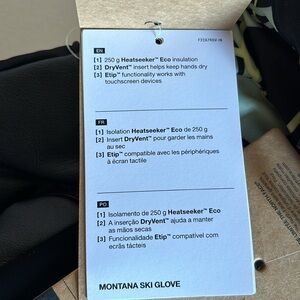 EN
[1] 250 g Heatseeker™ Eco insulation
[2] DryVent™ insert helps keep hands dry
[3] Etip™ functionality works with
touchscreen devices
FR
[1] Isolation Heatseeker™ Eco de 250 g
[2] Insert DryVent™ pour garder les mains
au sec
[3] Etip™ compatible avec les périphériques
à écran tactile
PO
[1] Isolamento de 250 g Heatseeker™ Eco
[2] A inserção DryVent™ ajuda a manter
as mãos secas
[3] Funcionalidade Etip™ compatível com
ecrãs tácteis
MONTANA SKI GLOVE